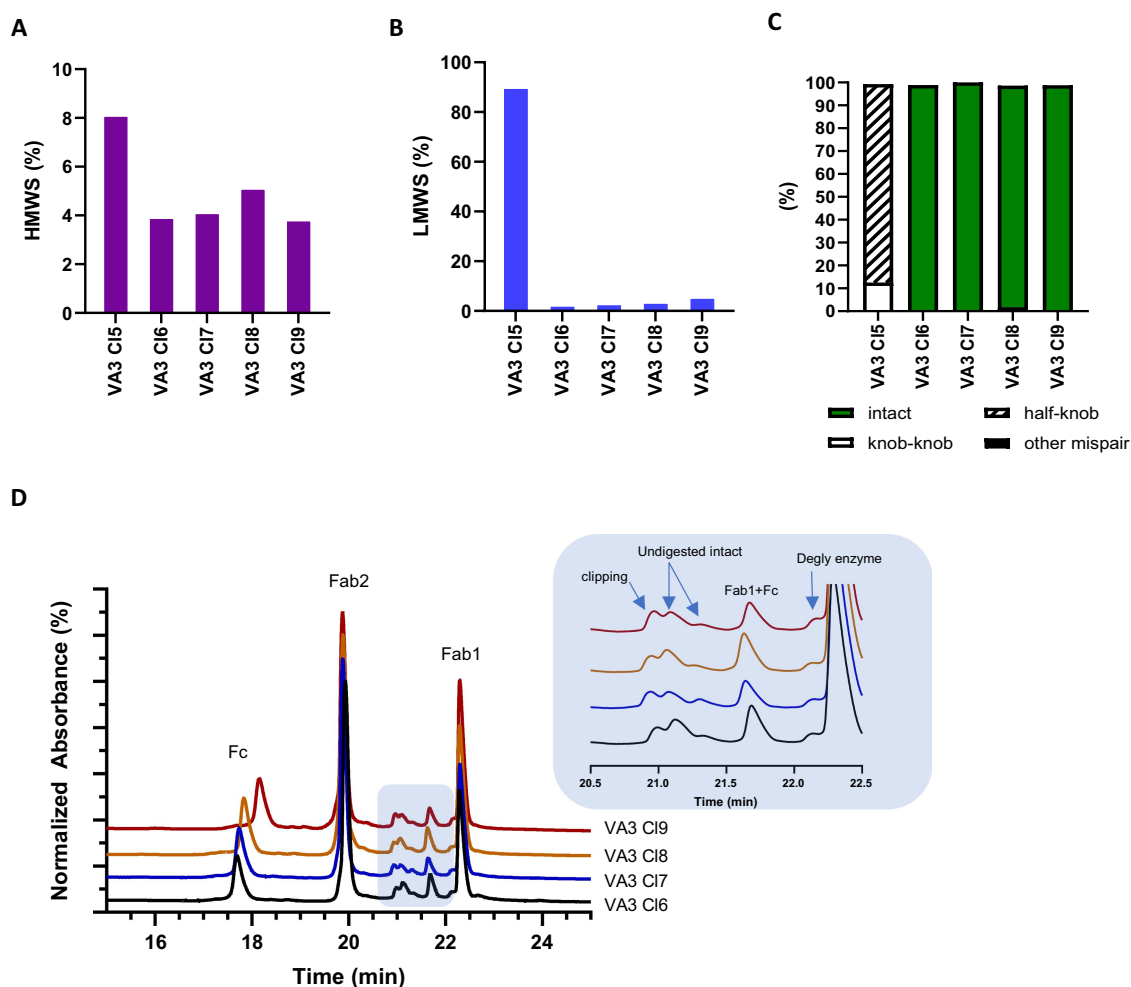 A
HMWS (%)
10
8
6
4
2
0
VA3 Cl5
VA3 Cl6
VA3 Cl7
VA3 Cl8
VA3 Cl9
B
LMWS (%)
100
80
60
40
20
0
VA3 Cl5
VA3 Cl6
VA3 Cl7
VA3 Cl8
VA3 Cl9
C
(%)
100
90
80
70
60
50
40
30
20
10
0
VA3 Cl5
VA3 Cl6
VA3 Cl7
VA3 Cl8
VA3 Cl9
intact
half-knob
knob-knob
other mispair
D
Normalized Absorbance (%)
Fc
Fab2
Fab1
VA3 Cl9
VA3 Cl8
VA3 Cl7
VA3 Cl6
16 18 20 22 24
Time (min)
clipping
Undigested intact
Fab1+Fc
Degly enzyme
20.5 21.0 21.5 22.0 22.5
Time (min)